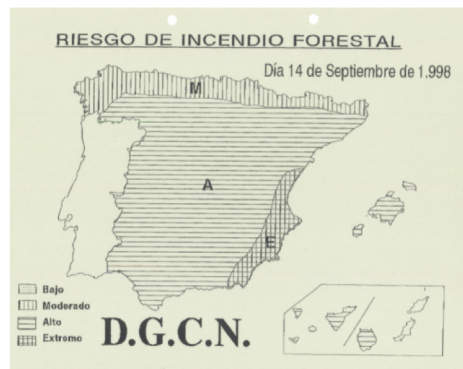 RIESGO DE INCENDIO FORESTAL
Día 14 de Septiembre de 1.998
M
A
E
Bajo
Moderado
Alto
Extremo
D.G.C.N.